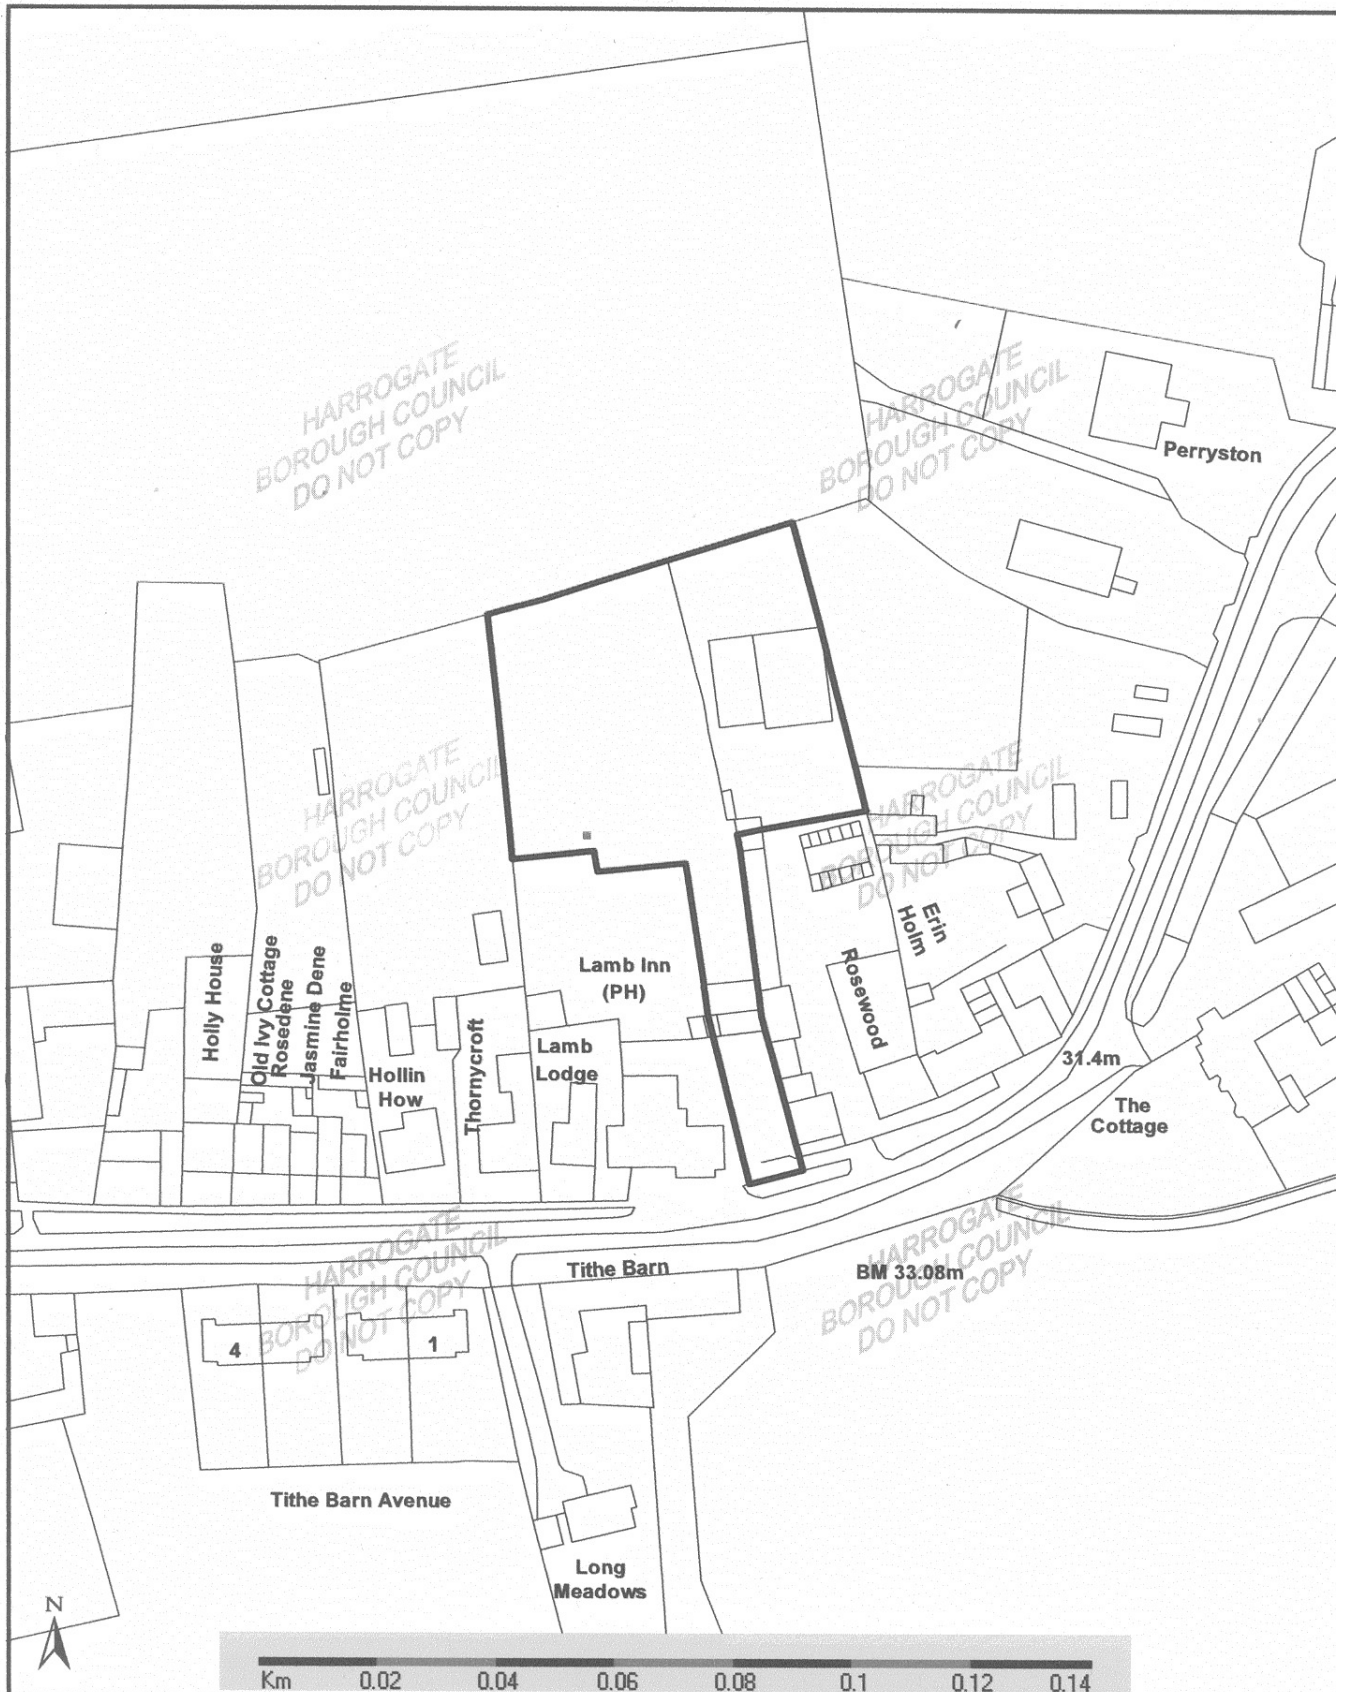 HARROGATE
BOROUGH COUNCIL
DO NOT COPY
HARROGATE
BOROUGH COUNCIL
DO NOT COPY
Perryston
HARROGATE
BOROUGH COUNCIL
DO NOT COPY
HARROGATE
BOROUGH COUNCIL
DO NOT COPY
Holly House
Old Ivy Cottage
Rosedene
Jasmine Dene
Fairholme
Hollin
How
Thornycroft
Lamb
Lodge
Lamb Inn
(PH)
Rosewood
Erin
Holm
31.4m
The
Cottage
HARROGATE
BOROUGH COUNCIL
DO NOT COPY
Tithe Barn
BM 33.08m
HARROGATE
BOROUGH COUNCIL
DO NOT COPY
4
1
Tithe Barn Avenue
Long
Meadows
N
Km 0.02 0.04 0.06 0.08 0.1 0.12 0.14